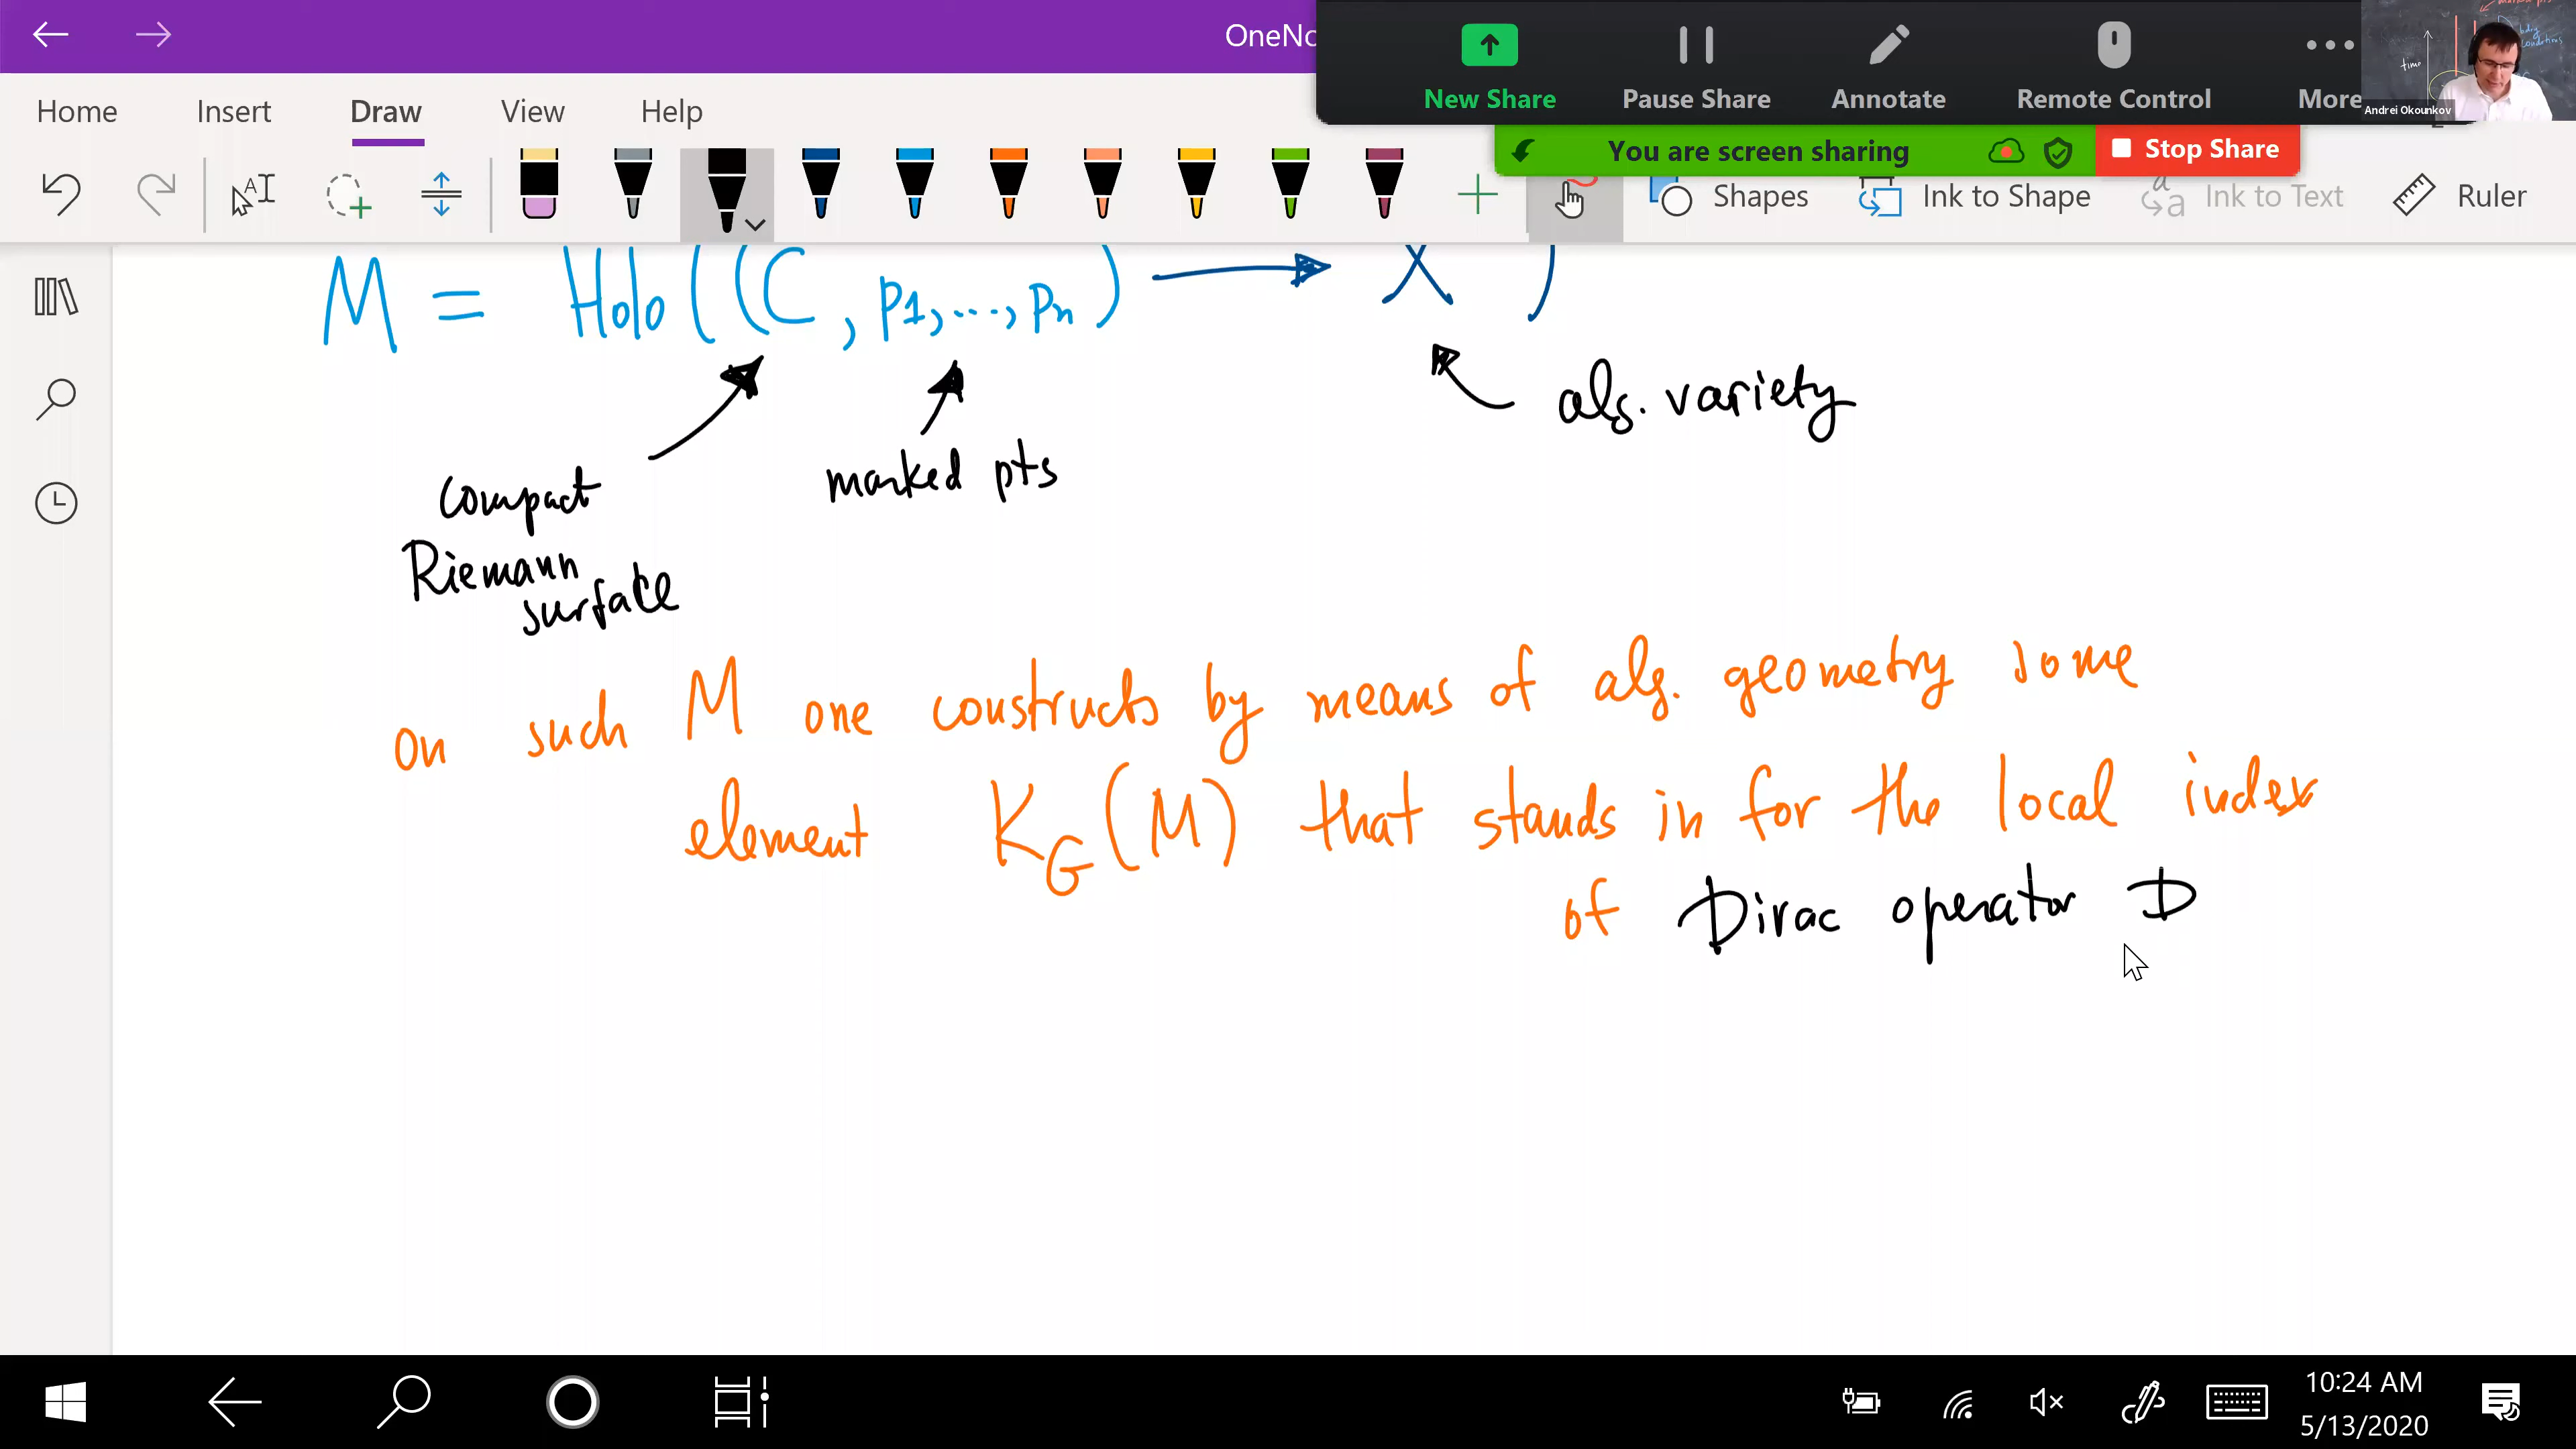 OneNo
New Share
Pause Share
Annotate
Remote Control
More
Andrei Okounkov
time
Home Insert Draw View Help
You are screen sharing
Stop Share
Shapes
Ink to Shape
Ink to Text
Ruler
M = Holo((C, p1,..., pn) → X )
alg. variety
marked pts
compact
Riemann
surface
on such M one constructs by means of alg. geometry some
element K_G(M) that stands in for the local index
of Dirac operator D
10:24 AM
5/13/2020